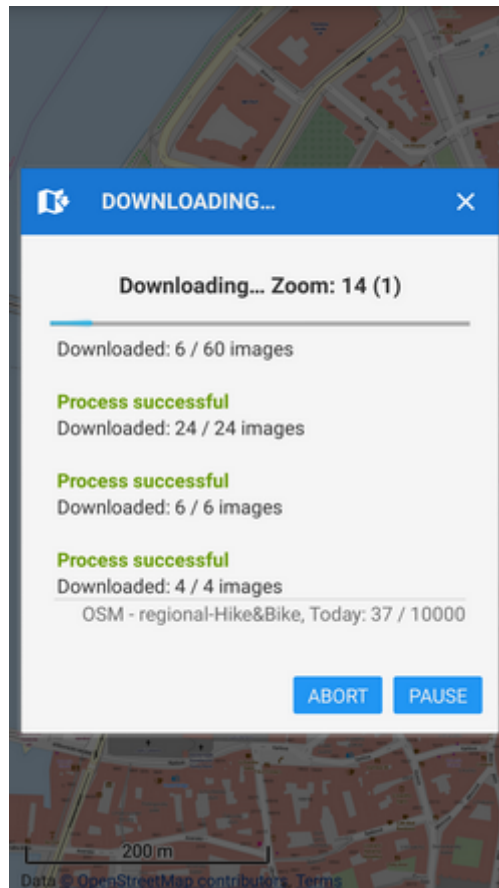 DOWNLOADING...
Downloading... Zoom: 14 (1)
Downloaded: 6 / 60 images
Process successful
Downloaded: 24 / 24 images
Process successful
Downloaded: 6 / 6 images
Process successful
Downloaded: 4 / 4 images
OSM - regional-Hike&Bike, Today: 37 / 10000
ABORT
PAUSE
200 m
Data © OpenStreetMap contributors, Terms